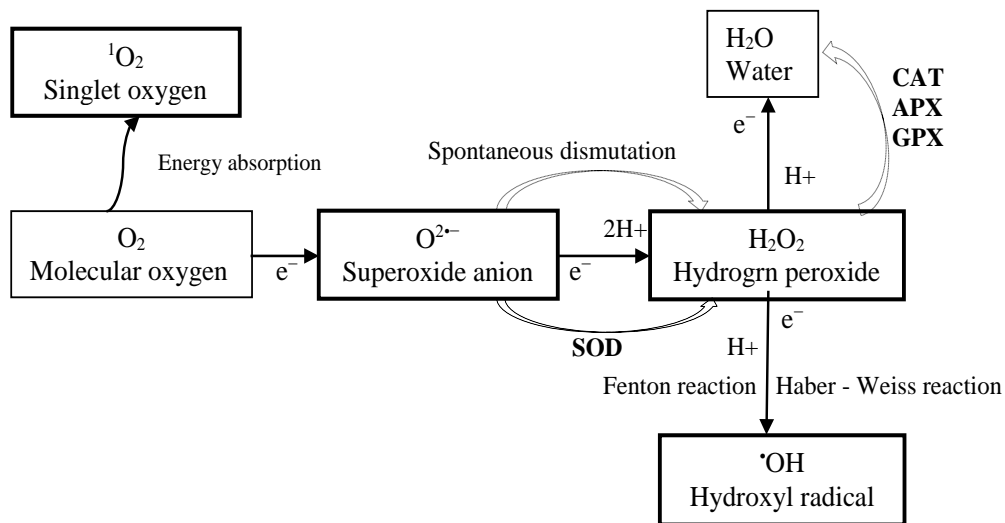 ¹O₂
Singlet oxygen
Energy absorption
O₂
Molecular oxygen
e⁻
O²•⁻
Superoxide anion
Spontaneous dismutation
2H+
e⁻
SOD
H₂O
Water
CAT
APX
GPX
e⁻
H+
H₂O₂
Hydrogrn peroxide
e⁻
H+
Fenton reaction
Haber - Weiss reaction
•OH
Hydroxyl radical